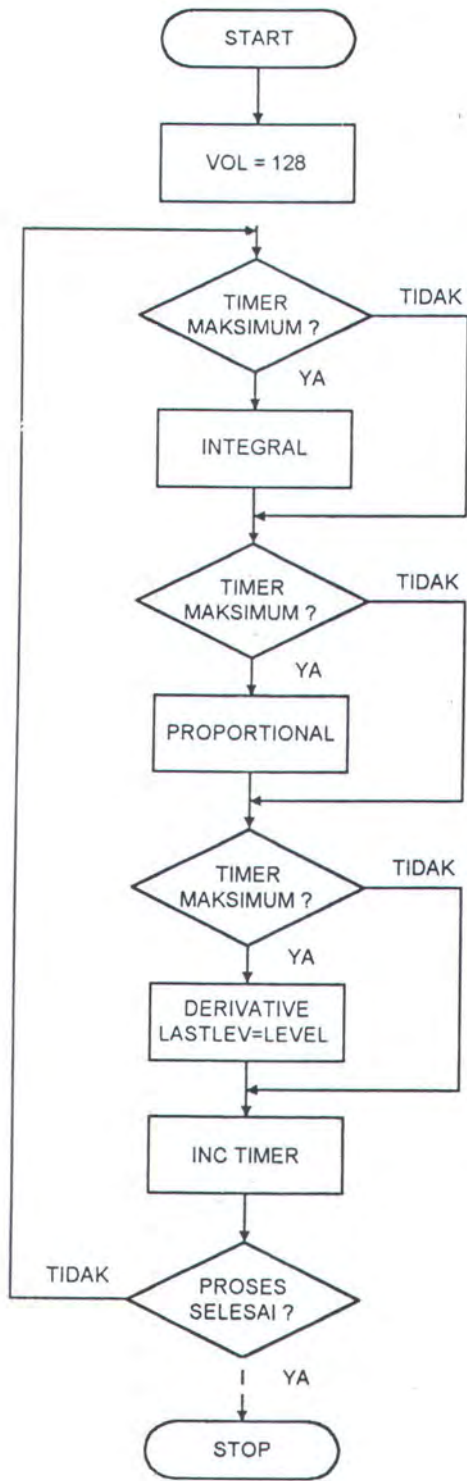 START
VOL = 128
TIMER
MAKSIMUM ?
TIDAK
YA
INTEGRAL
TIMER
MAKSIMUM ?
TIDAK
YA
PROPORTIONAL
TIMER
MAKSIMUM ?
TIDAK
YA
DERIVATIVE
LASTLEV=LEVEL
INC TIMER
TIDAK
PROSES
SELESAI ?
YA
STOP